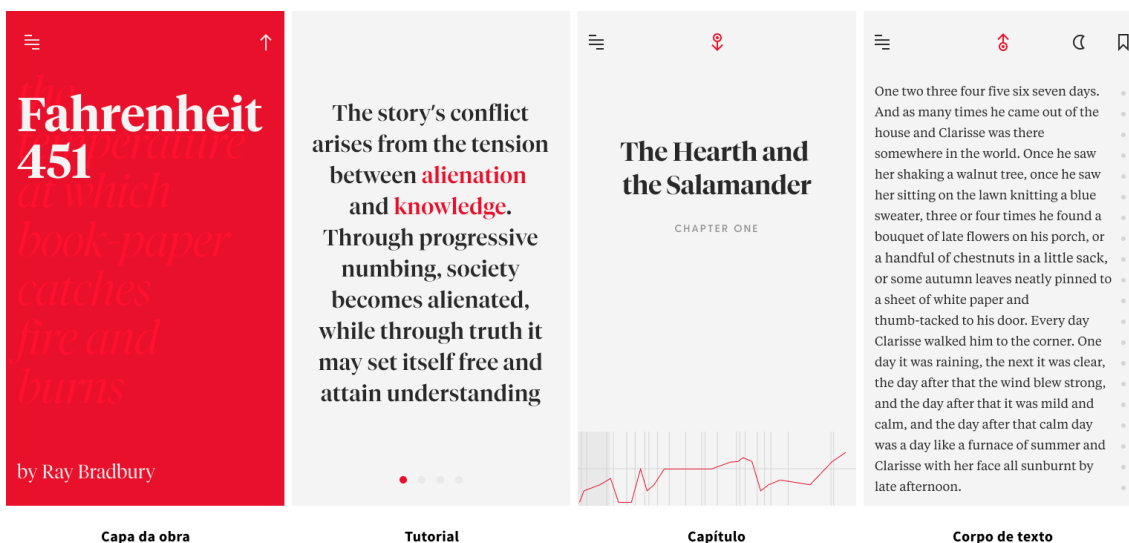 the
Fahrenheit
temperature
451
at which
book-paper
catches
fire and
burns
by Ray Bradbury
The story's conflict
arises from the tension
between alienation
and knowledge.
Through progressive
numbing, society
becomes alienated,
while through truth it
may set itself free and
attain understanding
The Hearth and
the Salamander
CHAPTER ONE
One two three four five six seven days.
And as many times he came out of the
house and Clarisse was there
somewhere in the world. Once he saw
her shaking a walnut tree, once he saw
her sitting on the lawn knitting a blue
sweater, three or four times he found a
bouquet of late flowers on his porch, or
a handful of chestnuts in a little sack,
or some autumn leaves neatly pinned to
a sheet of white paper and
thumb-tacked to his door. Every day
Clarisse walked him to the corner. One
day it was raining, the next it was clear,
the day after that the wind blew strong,
and the day after that it was mild and
calm, and the day after that calm day
was a day like a furnace of summer and
Clarisse with her face all sunburnt by
late afternoon.
Capa da obra
Tutorial
Capítulo
Corpo de texto